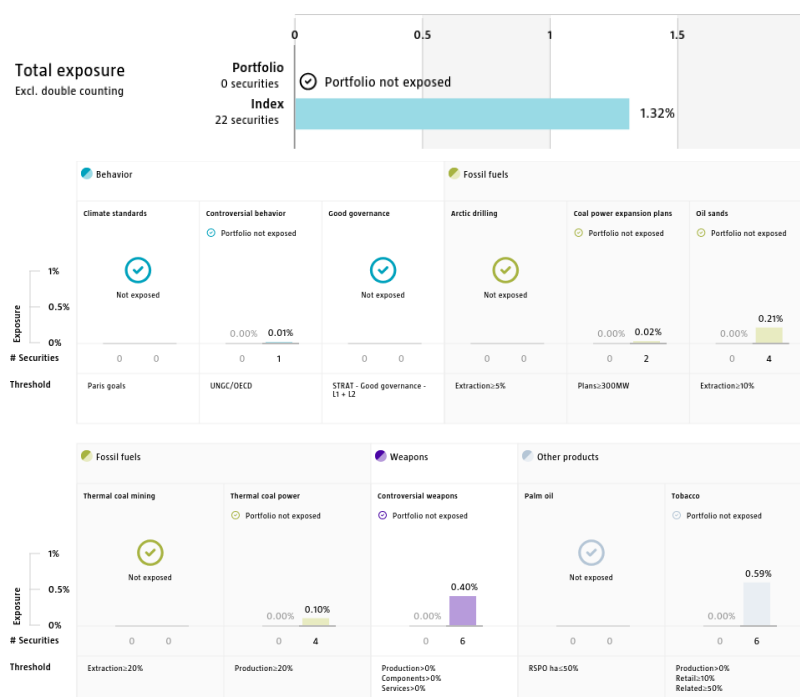 0 0.5 1 1.5
Total exposure
Excl. double counting
Portfolio
0 securities
Portfolio not exposed
Index
22 securities
1.32%
Behavior
Fossil fuels
Climate standards
Controversial behavior
Good governance
Arctic drilling
Coal power expansion plans
Oil sands
Portfolio not exposed
Portfolio not exposed
Portfolio not exposed
Not exposed
Not exposed
Not exposed
Exposure
1%
0.5%
0%
0.00% 0.01%
0.00% 0.02%
0.00% 0.21%
# Securities
0 0
0 1
0 0
0 0
0 2
0 4
Threshold
Paris goals
UNGC/OECD
STRAT - Good governance -
L1 + L2
Extraction≥5%
Plans≥300MW
Extraction≥10%
Fossil fuels
Weapons
Other products
Thermal coal mining
Thermal coal power
Controversial weapons
Palm oil
Tobacco
Portfolio not exposed
Portfolio not exposed
Portfolio not exposed
Not exposed
Not exposed
Exposure
1%
0.5%
0%
0.00% 0.10%
0.00% 0.40%
0.00% 0.59%
# Securities
0 0
0 4
0 6
0 0
0 6
Threshold
Extraction≥20%
Production≥20%
Production>0%
Components>0%
Services>0%
RSPO ha≤50%
Production>0%
Retail≥10%
Related≥50%